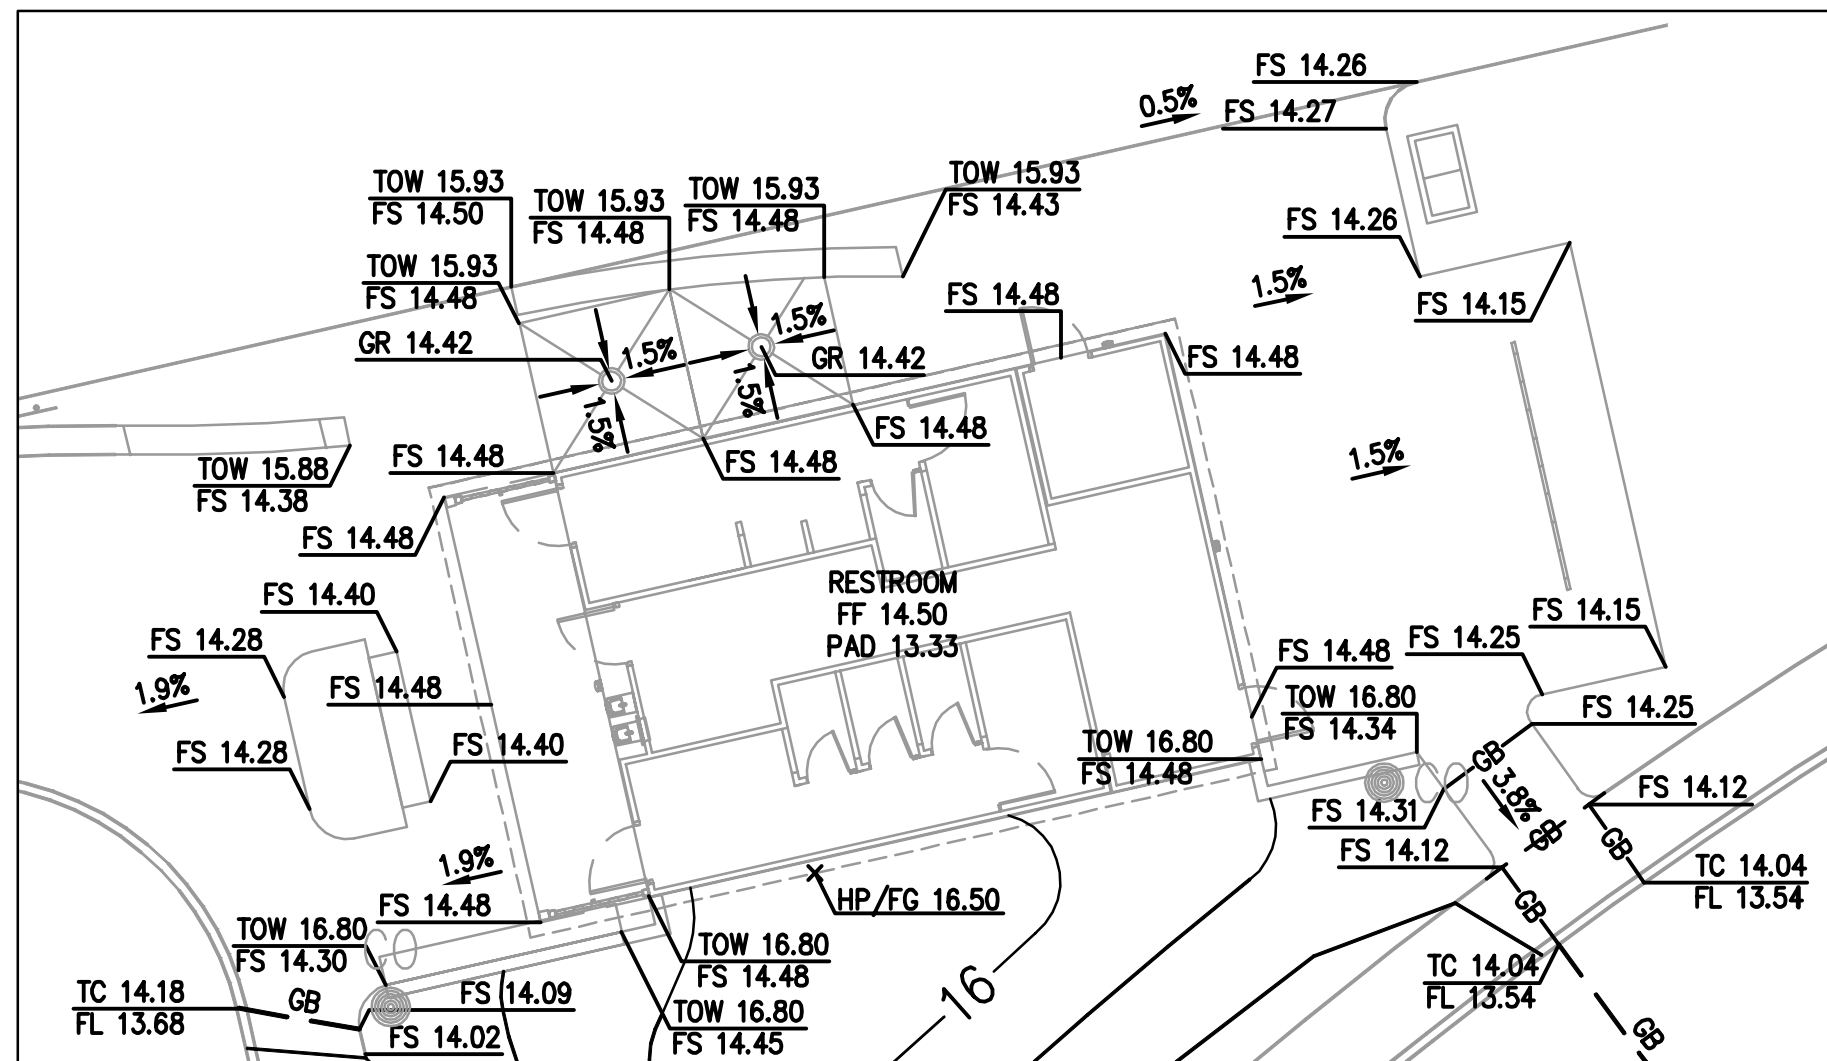 FS 14.26
0.5%
FS 14.27
TOW 15.93
FS 14.50
TOW 15.93
FS 14.48
TOW 15.93
FS 14.48
TOW 15.93
FS 14.43
FS 14.26
TOW 15.93
FS 14.48
FS 14.48
1.5%
FS 14.15
GR 14.42
1.5%
1.5%
GR 14.42
FS 14.48
1.5%
1.5%
FS 14.48
FS 14.48
FS 14.48
1.5%
TOW 15.88
FS 14.38
FS 14.48
RESTROOM
FF 14.50
PAD 13.33
FS 14.40
FS 14.28
FS 14.15
FS 14.25
FS 14.48
1.9%
FS 14.48
TOW 16.80
FS 14.34
FS 14.25
FS 14.28
FS 14.40
TOW 16.80
FS 14.48
GB
3.8%
GB
FS 14.12
FS 14.31
GB
FS 14.12
1.9%
TC 14.04
FL 13.54
HP/FG 16.50
FS 14.48
GB
TOW 16.80
FS 14.30
TOW 16.80
FS 14.48
TC 14.04
FL 13.54
16
TC 14.18
FL 13.68
GB
FS 14.09
TOW 16.80
FS 14.45
FS 14.02
GB